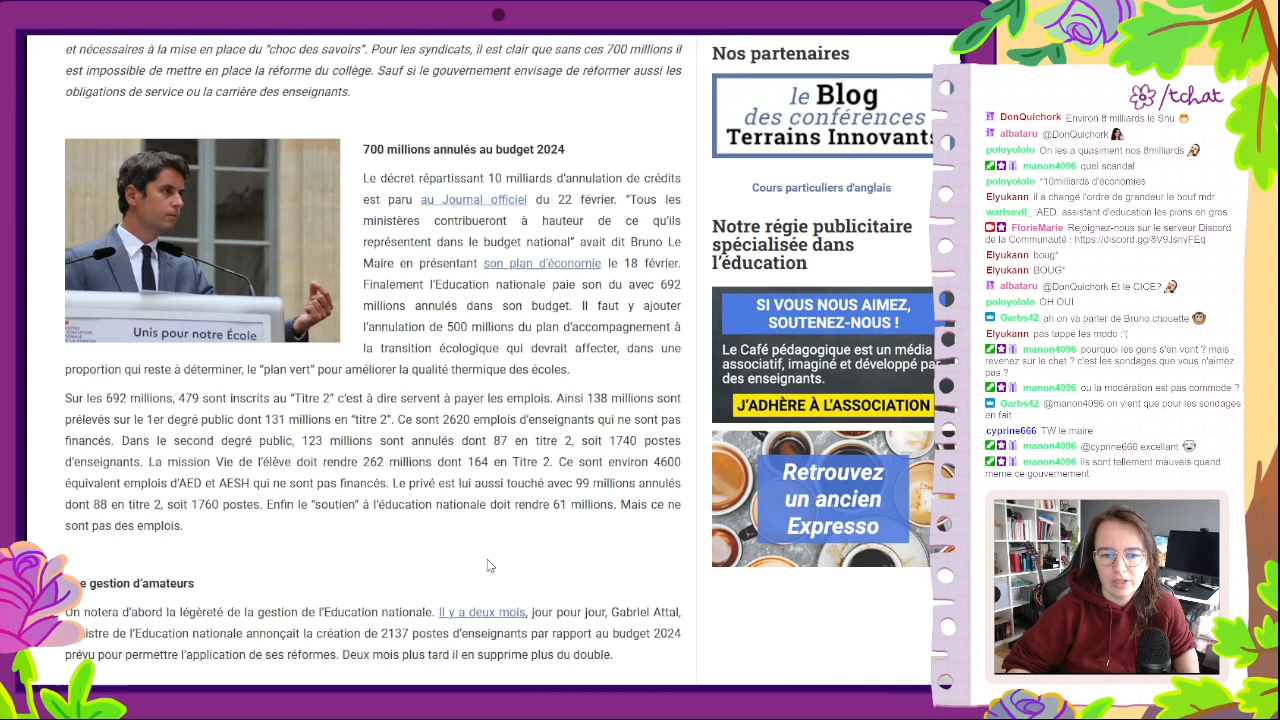 et nécessaires à la mise en place du “choc des savoirs”. Pour les syndicats, il est clair que sans ces 700 millions il
est impossible de mettre en place la réforme du collège. Sauf si le gouvernement envisage de réformer aussi les
obligations de service ou la carrière des enseignants.
Unis pour notre École
700 millions annulés au budget 2024
Le décret répartissant 10 milliards d’annulation de crédits
est paru au Journal officiel du 22 février. “Tous les
ministères contribueront à hauteur de ce qu’ils
représentent dans le budget national” avait dit Bruno Le
Maire en présentant son plan d’économie le 18 février.
Finalement l’Education nationale paie son du avec 692
millions annulés dans son budget. Il faut y ajouter
l’annulation de 500 millions du plan d’accompagnement à
la transition écologique qui devrait affecter, dans une
proportion qui reste à déterminer, le “plan vert” pour améliorer la qualité thermique des écoles.
Sur les 692 millions, 479 sont inscrits au “Titre 2” c’est à dire servent à payer les emplois. Ainsi 138 millions sont
prélevés sur le 1er degré public dont 131 millions en “titre 2”. Ce sont 2620 emplois d’enseignants qui ne sont pas
financés. Dans le second degré public, 123 millions sont annulés dont 87 en titre 2, soit 1740 postes
d’enseignants. La mission Vie de l’élève perd 172 millions dont 164 en Titre 2. Ce sont environ 4600
équivalent emplois d’AED et AESH qui ne sont pas financés. Le privé est lui aussi touché avec 99 millions annulés
dont 88 en titre 2, soit 1760 postes. Enfin le “soutien” à l’éducation nationale doit rendre 61 millions. Mais ce ne
sont pas des emplois.
gestion d’amateurs
On notera d’abord la légèreté de la gestion de l’Education nationale. Il y a deux mois, jour pour jour, Gabriel Attal,
ministre de l’Education nationale annonçait la création de 2137 postes d’enseignants par rapport au budget 2024
prévu pour permettre l’application de ses réformes. Deux mois plus tard il en supprime plus du double.
Nos partenaires
le Blog
des conférences
Terrains Innovants
Cours particuliers d'anglais
Notre régie publicitaire
spécialisée dans
l’éducation
SI VOUS NOUS AIMEZ,
SOUTENEZ-NOUS !
Le Café pédagogique est un média
associatif, imaginé et développé pa
des enseignants.
J’ADHÈRE À L’ASSOCIATION
Retrouvez
un ancien
Expresso
/tchat
DonQuichork Environ 8 milliards le Snu
albataru @DonQuichork
poloyololo On les a quasiment nos 8milliards
manon4096 quel scandal
poloyololo *10milliards d'économies
Elyukann il a changé l'ordre de grandeur le bouf mdr
warlsevil_ AED: assistant d'education les pions en gros
FlorieMarie Rejoignez-nous sur le serveur Discord
de la Communauté : https://discord.gg/8V9JsnvFEq
Elyukann boug*
Elyukann BOUG*
albataru @DonQuichork Et le CICE?
poloyololo OH OUI
Garbs42 ah on va parler de Bruno chouette
Elyukann pas tappé les modo :'(
manon4096 pourquoi les gens s'en vont ? mais
revenez sur le chat ? c'est les sondages que vous n'aimez
pas ?
manon4096 ou la modération est pas commode ?
Garbs42 @manon4096 on vient que pour les sondages
en fait
cyprine666 TW le maire
manon4096 @cyprine666 excellant
manon4096 ils sont tellement mauvais quand
meme ce gouvernement